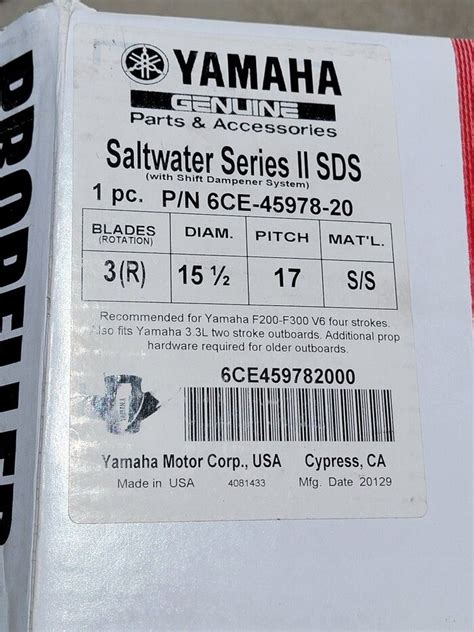 PROPELLER
YAMAHA
GENUINE
Parts & Accessories
Saltwater Series II SDS
(with Shift Dampener System)
1 pc. P/N 6CE-45978-20
BLADES (ROTATION) DIAM. PITCH MAT'L.
3(R) 15 ½ 17 S/S
Recommended for Yamaha F200-F300 V6 four strokes.
Also fits Yamaha 3.3L two stroke outboards. Additional prop
hardware required for older outboards.
6CE459782000
YAMAHA
Yamaha Motor Corp., USA Cypress, CA
Made in USA 4081433 Mfg. Date 20129